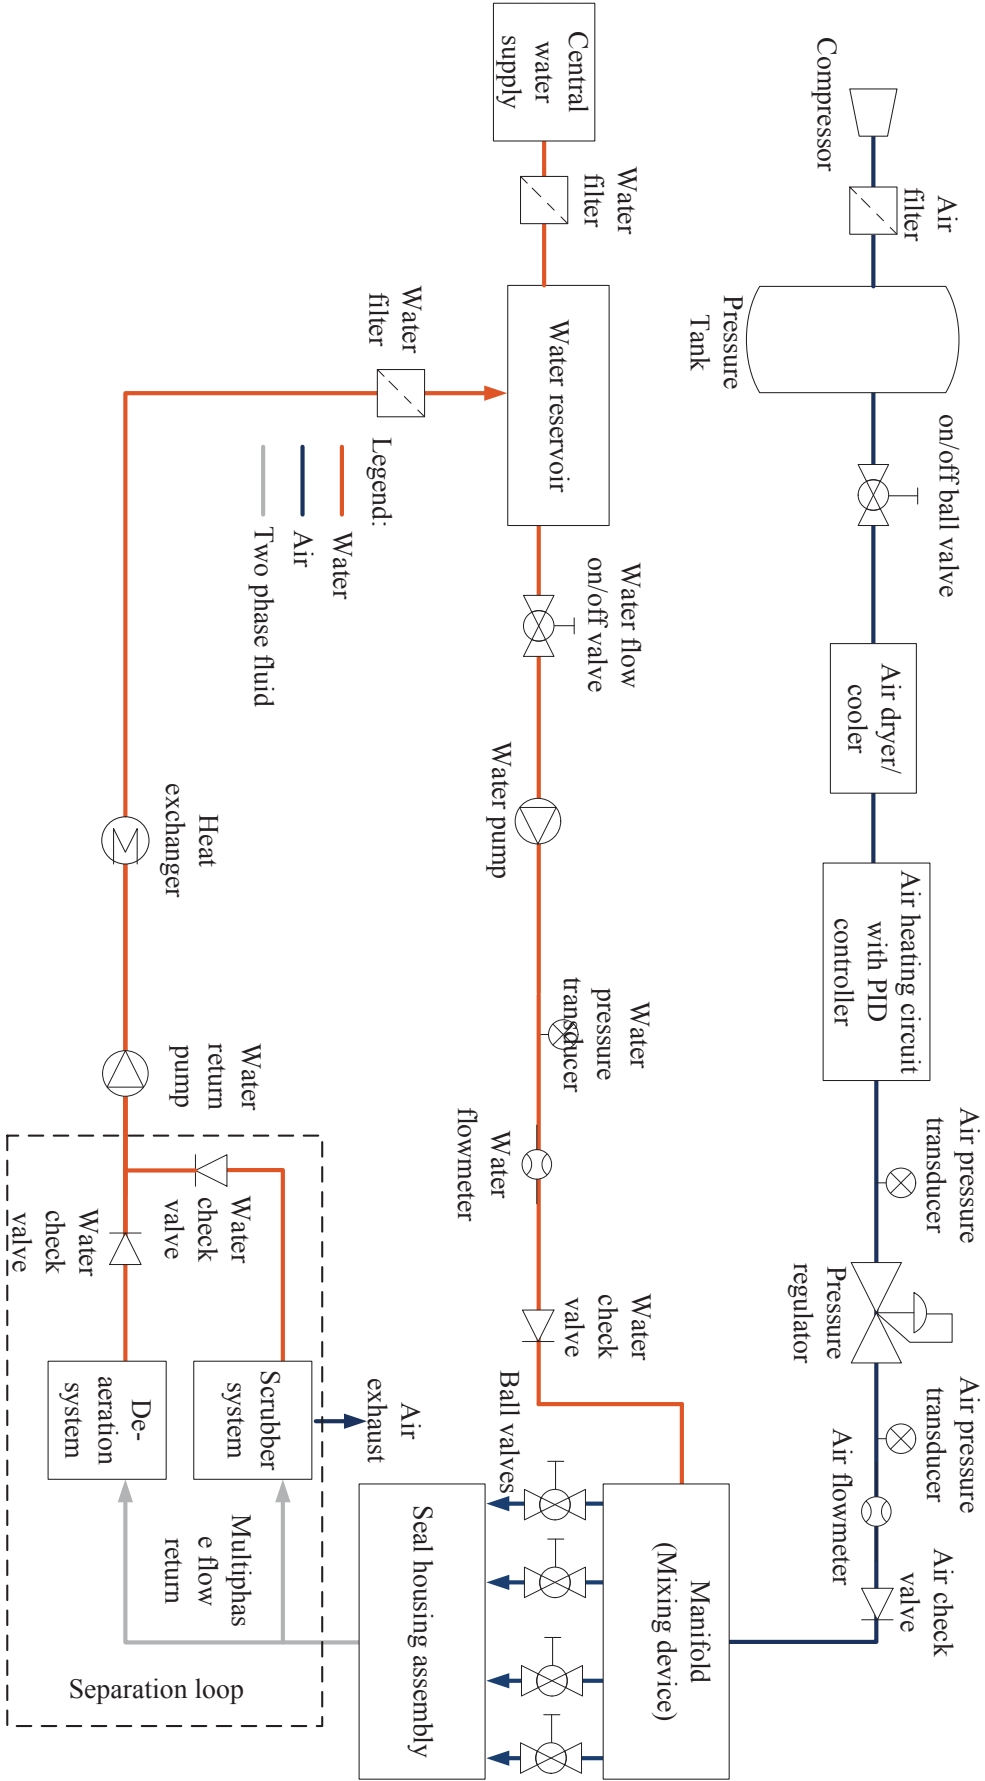 Compressor
Air
filter
Pressure
Tank
on/off ball valve
Air dryer/
cooler
Air heating circuit
with PID
controller
Air pressure
transducer
Pressure
regulator
Air pressure
transducer
Air flowmeter
Air check
valve
Central
water
supply
Water
filter
Water reservoir
Water flow
on/off valve
Water pump
Water
pressure
transducer
Water
flowmeter
Water
check
valve
Ball valves
Manifold
(Mixing device)
Seal housing assembly
Water
filter
Legend:
Water
Air
Two phase fluid
Heat
exchanger
Water
return
pump
Water
check
valve
Water
check
valve
Scrubber
system
De-
aeration
system
Air
exhaust
Multiphas
e flow
return
Separation loop